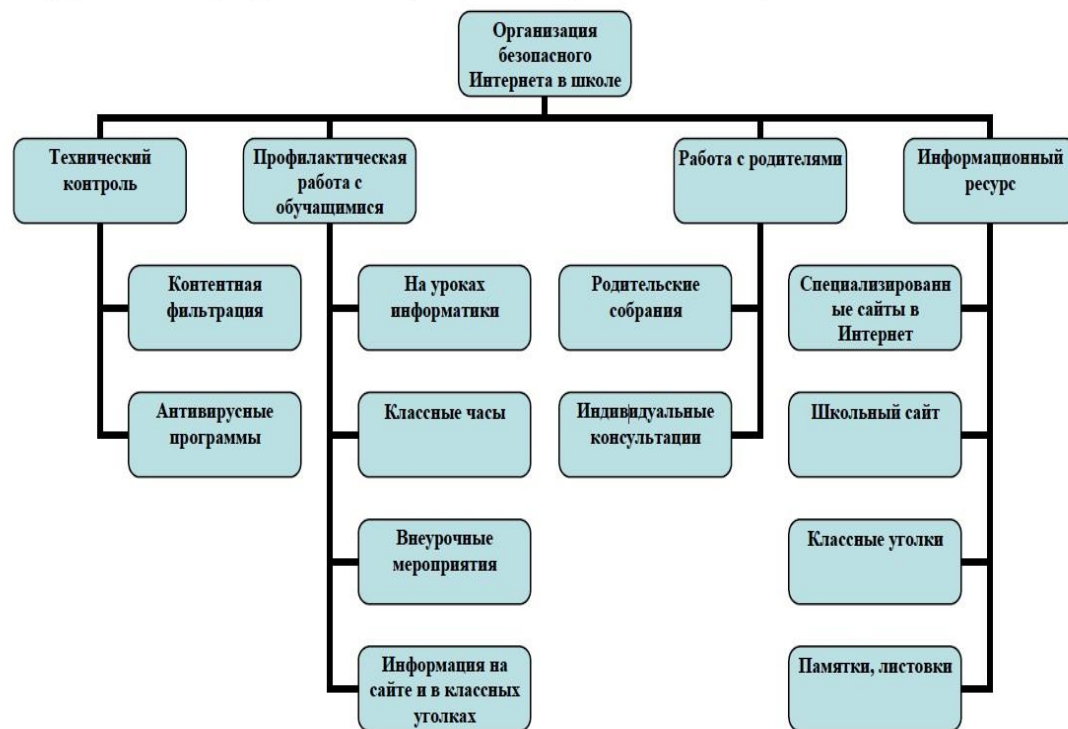 Организация
безопасного
Интернета в школе
Технический
контроль
Профилактическая
работа с
обучащимися
Работа с родителями
Информационный
ресурс
Контентная
фильтрация
На уроках
информатики
Родительские
собрания
Специализированн
ые сайты в
Интернет
Антивирусные
программы
Классные часы
Индивидуальные
консультации
Школьный сайт
Внеурочные
мероприятия
Классные уголки
Информация на
сайте и в классных
уголках
Памятки, листовки